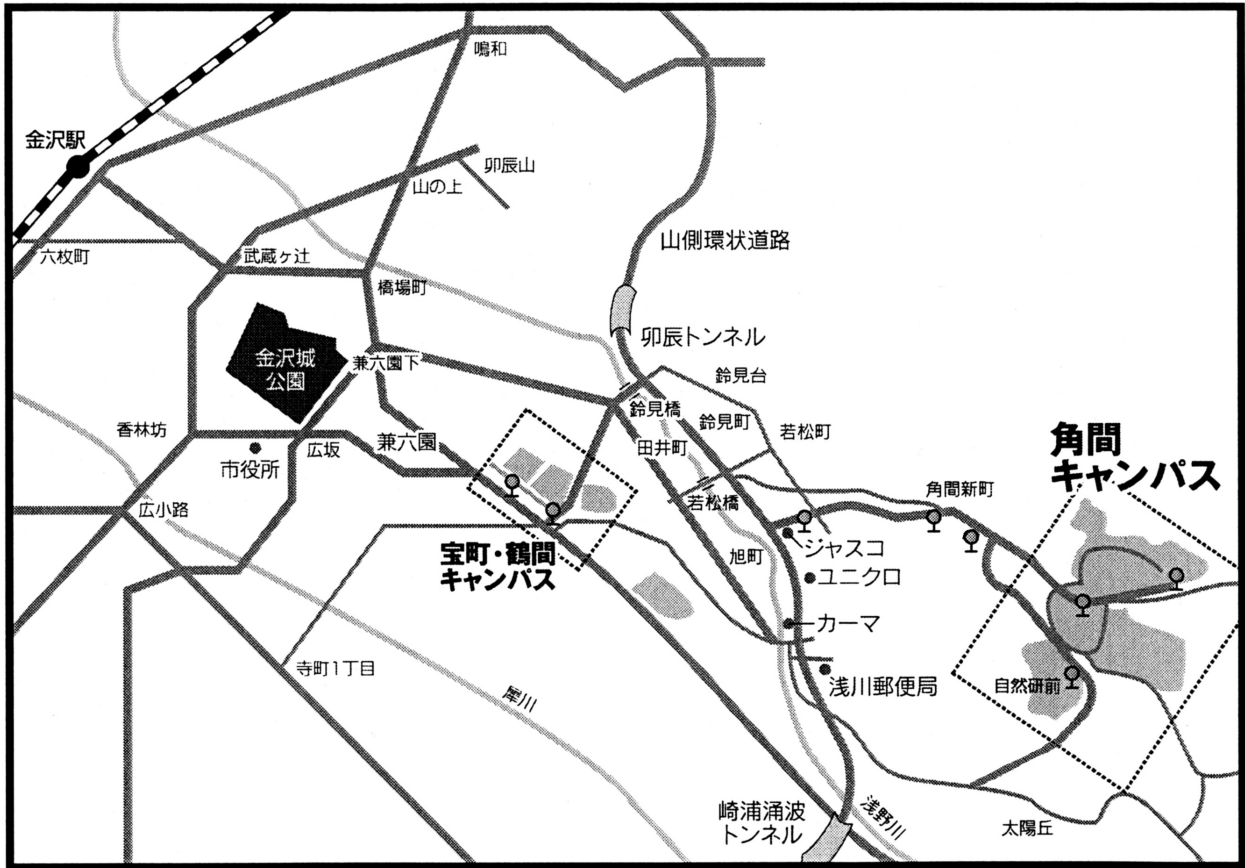 鳴和
金沢駅
卯辰山
山の上
山側環状道路
六枚町
武蔵ヶ辻
橋場町
卯辰トンネル
金沢城
公園
兼六園下
鈴見台
鈴見橋
鈴見町
若松町
香林坊
市役所
広坂
兼六園
田井町
角間
キャンパス
若松橋
角間新町
広小路
宝町・鶴間
キャンパス
旭町
ジャスコ
ユニクロ
カーマ
寺町1丁目
浅川郵便局
自然研前
犀川
崎浦涌波
トンネル
浅野川
太陽丘